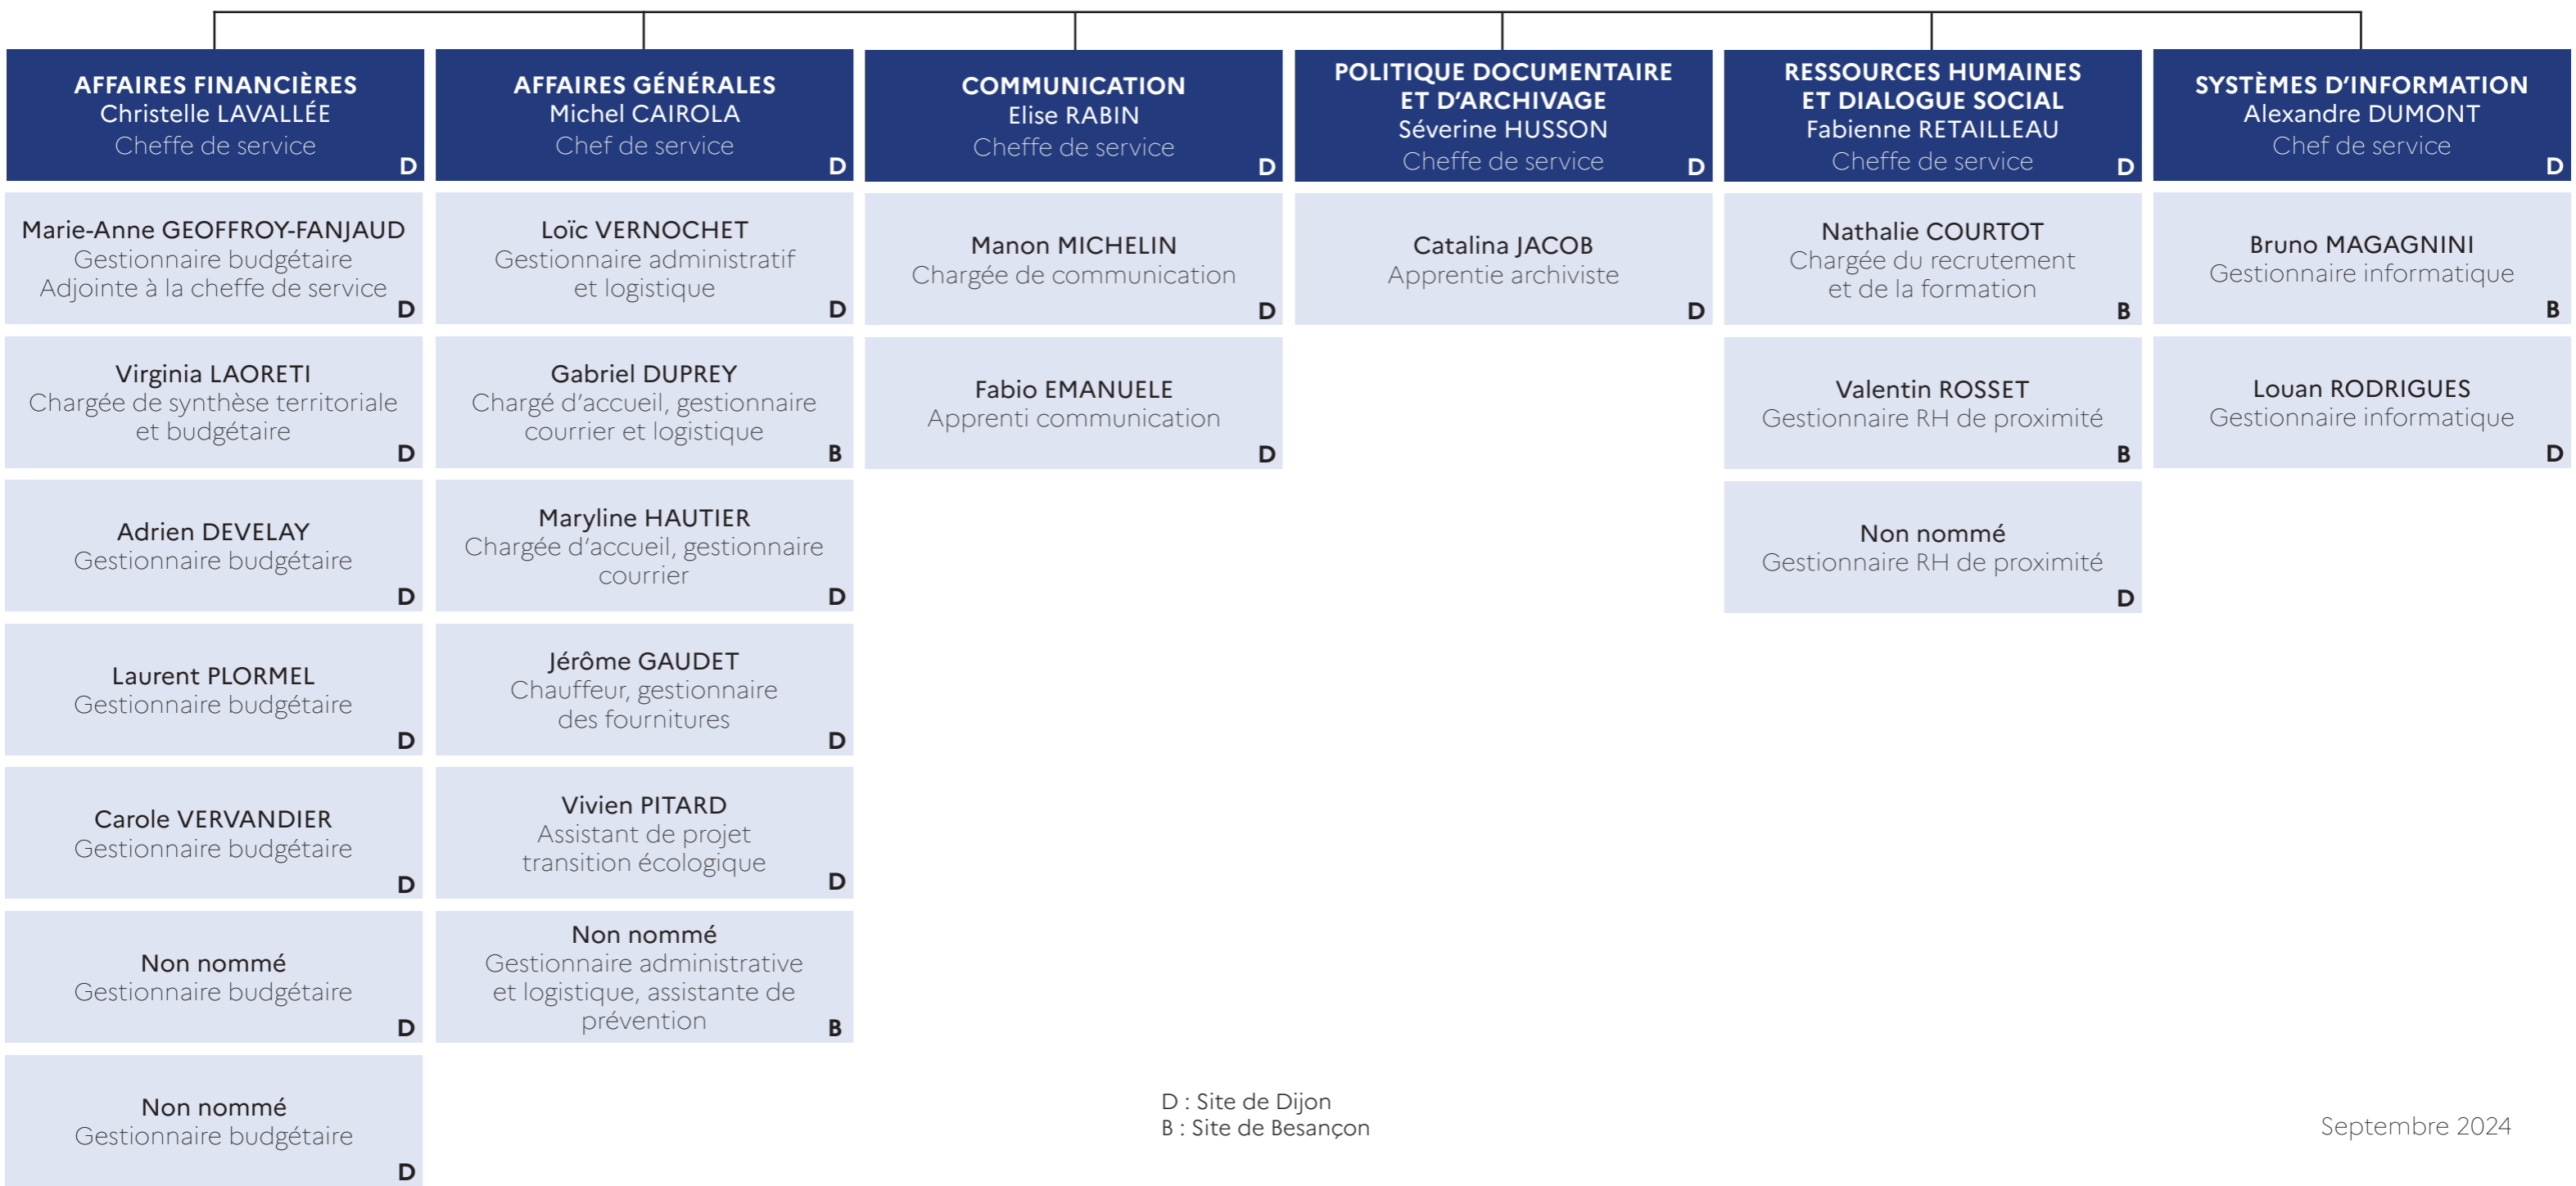 AFFAIRES FINANCIÈRES
Christelle LAVALLÉE
Cheffe de service
D
Marie-Anne GEOFFROY-FANJAUD
Gestionnaire budgétaire
Adjointe à la cheffe de service
D
Virginia LAORETI
Chargée de synthèse territoriale
et budgétaire
D
Adrien DEVELAY
Gestionnaire budgétaire
D
Laurent PLORMEL
Gestionnaire budgétaire
D
Carole VERVANDIER
Gestionnaire budgétaire
D
Non nommé
Gestionnaire budgétaire
D
Non nommé
Gestionnaire budgétaire
D
AFFAIRES GÉNÉRALES
Michel CAIROLA
Chef de service
D
Loïc VERNOCHET
Gestionnaire administratif
et logistique
D
Gabriel DUPREY
Chargé d’accueil, gestionnaire
courrier et logistique
B
Maryline HAUTIER
Chargée d’accueil, gestionnaire
courrier
D
Jérôme GAUDET
Chauffeur, gestionnaire
des fournitures
D
Vivien PITARD
Assistant de projet
transition écologique
D
Non nommé
Gestionnaire administrative
et logistique, assistante de
prévention
B
COMMUNICATION
Elise RABIN
Cheffe de service
D
Manon MICHELIN
Chargée de communication
D
Fabio EMANUELE
Apprenti communication
D
POLITIQUE DOCUMENTAIRE
ET D’ARCHIVAGE
Séverine HUSSON
Cheffe de service
D
Catalina JACOB
Apprentie archiviste
D
RESSOURCES HUMAINES
ET DIALOGUE SOCIAL
Fabienne RETAILLEAU
Cheffe de service
D
Nathalie COURTOT
Chargée du recrutement
et de la formation
B
Valentin ROSSET
Gestionnaire RH de proximité
B
Non nommé
Gestionnaire RH de proximité
D
SYSTÈMES D’INFORMATION
Alexandre DUMONT
Chef de service
D
Bruno MAGAGNINI
Gestionnaire informatique
B
Louan RODRIGUES
Gestionnaire informatique
D
D : Site de Dijon
B : Site de Besançon
Septembre 2024